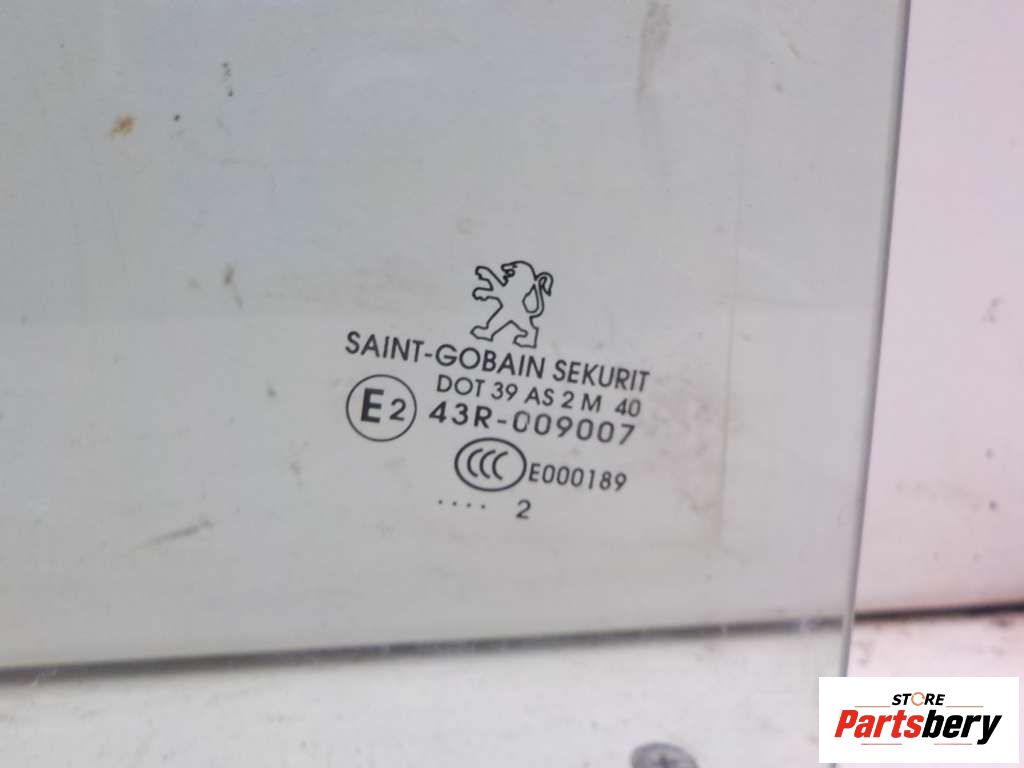 SAINT-GOBAIN SEKURIT
DOT 39 AS 2 M 40
E2 43R-009007
CCC E000189
.... 2
STORE
Partsbery